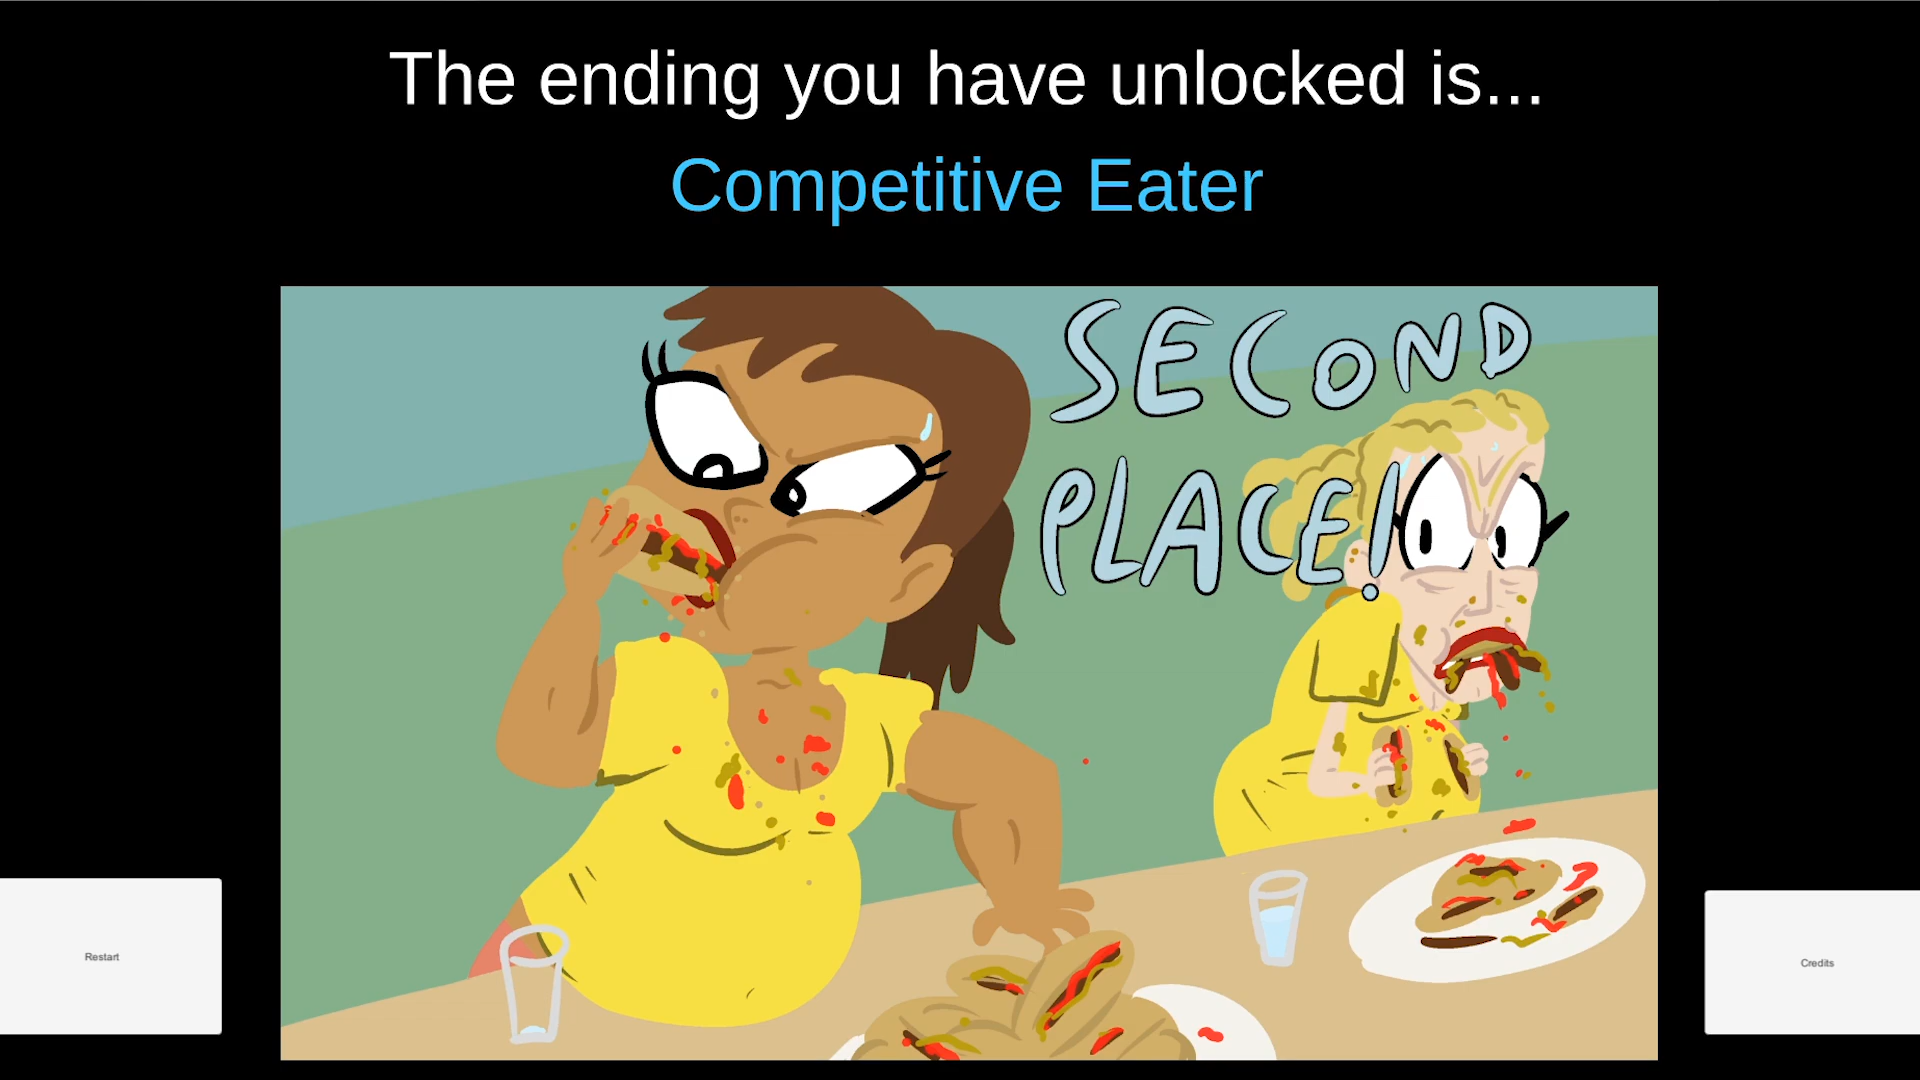 The ending you have unlocked is...
Competitive Eater
SECOND
PLACE!
Restart
Credits